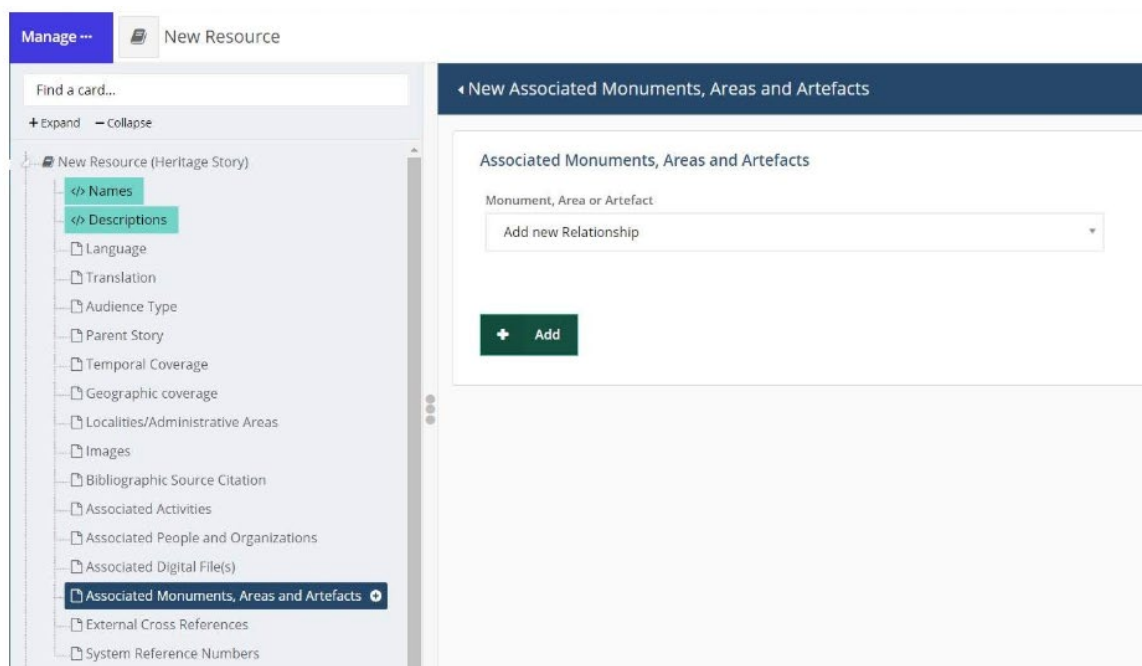 Manage ...
New Resource
Find a card...
+ Expand - Collapse
New Resource (Heritage Story)
</> Names
</> Descriptions
Language
Translation
Audience Type
Parent Story
Temporal Coverage
Geographic coverage
Localities/Administrative Areas
Images
Bibliographic Source Citation
Associated Activities
Associated People and Organizations
Associated Digital File(s)
Associated Monuments, Areas and Artefacts
External Cross References
System Reference Numbers
New Associated Monuments, Areas and Artefacts
Associated Monuments, Areas and Artefacts
Monument, Area or Artefact
Add new Relationship
+ Add